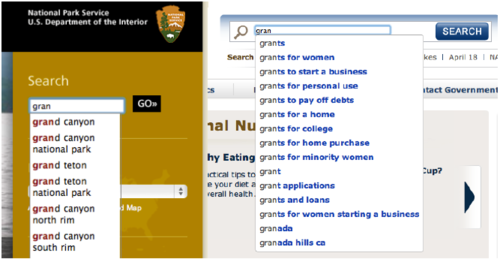 National Park Service
U.S. Department of the Interior
Search
gran
GO»
grand canyon
grand canyon
national park
grand teton
grand teton
national park
grand canyon
north rim
grand canyon
south rim
d Map
gran
SEARCH
Search
kes | April 18 | NA
cs
ntact Government
grants
grants for women
grants to start a business
grants for personal use
grants to pay off debts
grants for a home
grants for college
grants for home purchase
grants for minority women
grant
grant applications
grants and loans
grants for women starting a business
granada
granada hills ca
nal Nu
hy Eating
Cup?
actical tips to
e your diet a
verall health.